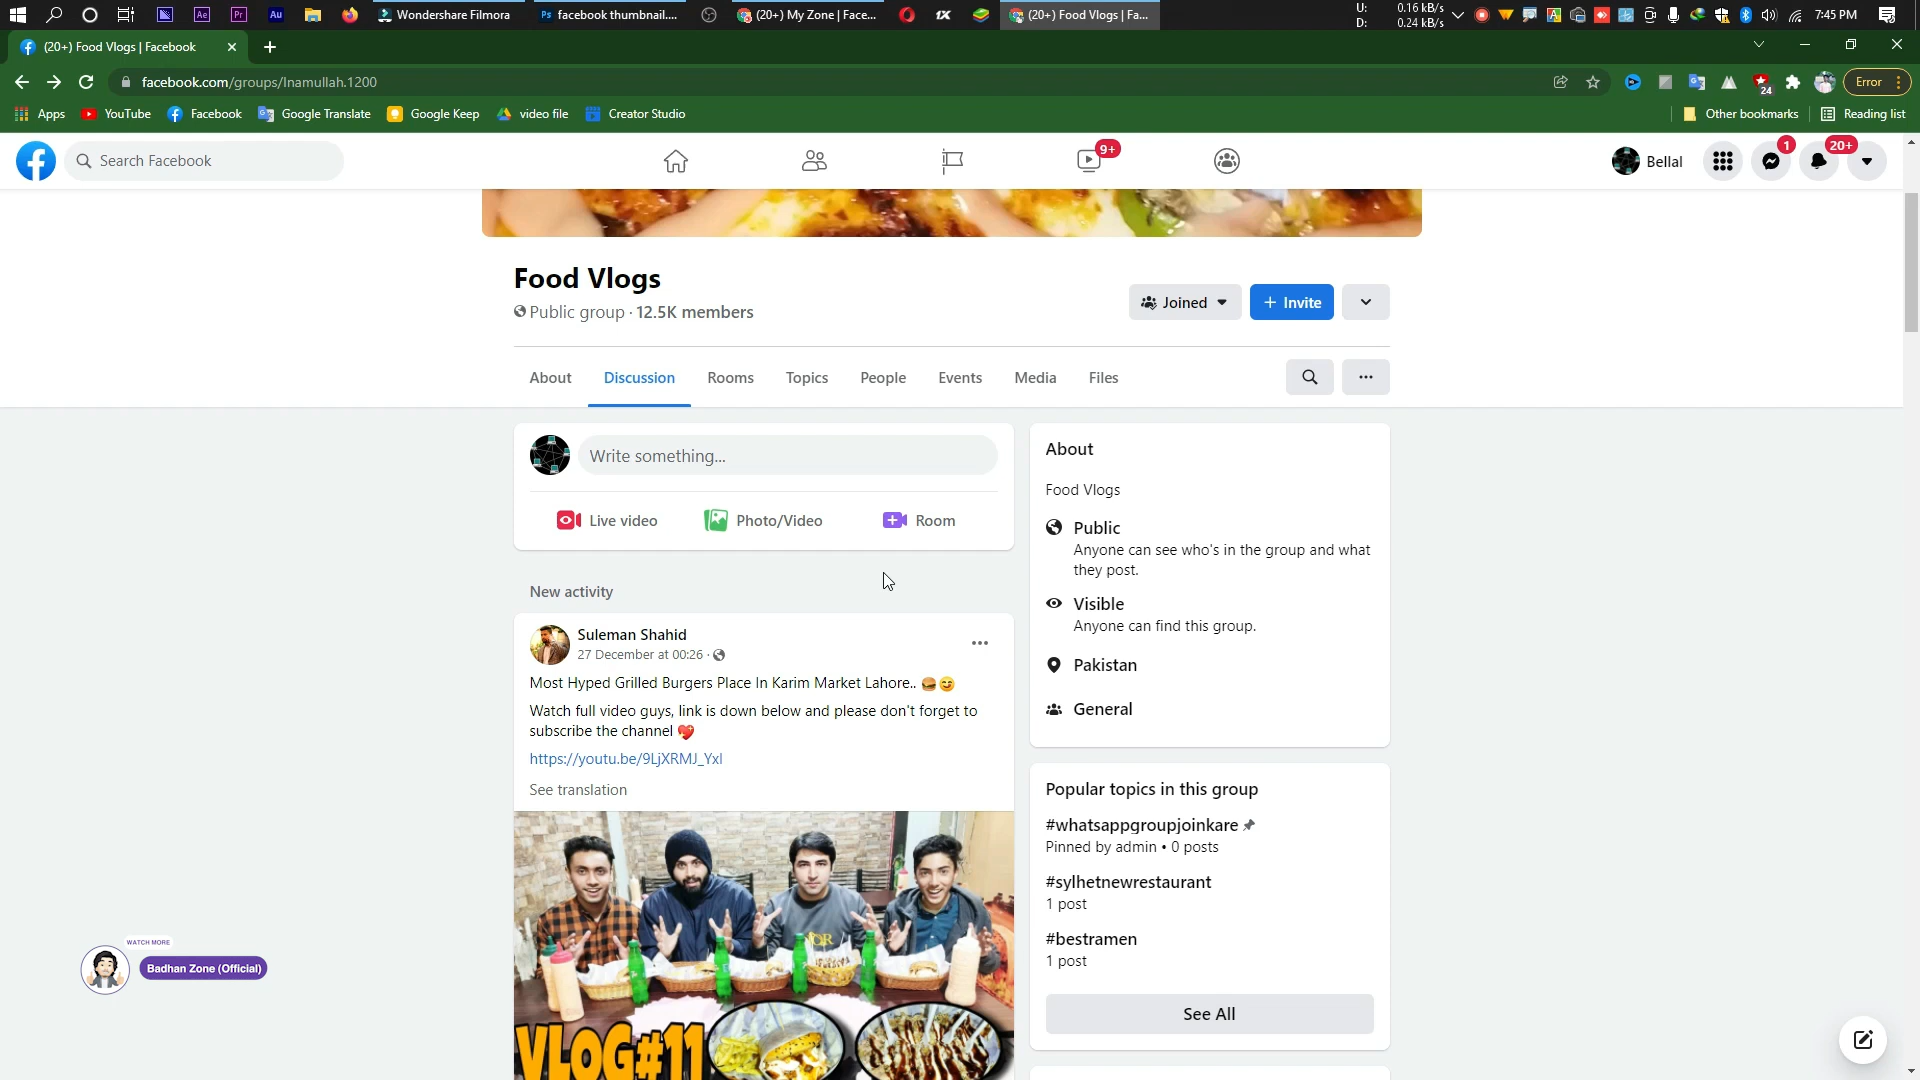 Wondershare Filmora
facebook thumbnail....
(20+) My Zone | Face...
(20+) Food Vlogs | Fa...
U: 0.16 kB/s
D: 0.24 kB/s
7:45 PM
(20+) Food Vlogs | Facebook
facebook.com/groups/Inamullah.1200
24
Error
Apps
YouTube
Facebook
Google Translate
Google Keep
video file
Creator Studio
Other bookmarks
Reading list
Search Facebook
9+
Bellal
1
20+
Food Vlogs
Public group · 12.5K members
Joined
+ Invite
About
Discussion
Rooms
Topics
People
Events
Media
Files
Write something...
Live video
Photo/Video
Room
New activity
Suleman Shahid
27 December at 00:26 ·
Most Hyped Grilled Burgers Place In Karim Market Lahore.. 🍔😊
Watch full video guys, link is down below and please don't forget to
subscribe the channel 💖
https://youtu.be/9LjXRMJ_YxI
See translation
VLOG#11
About
Food Vlogs
Public
Anyone can see who's in the group and what
they post.
Visible
Anyone can find this group.
Pakistan
General
Popular topics in this group
#whatsappgroupjoinkare
Pinned by admin • 0 posts
#sylhetnewrestaurant
1 post
#bestramen
1 post
See All
WATCH MORE
Badhan Zone (Official)